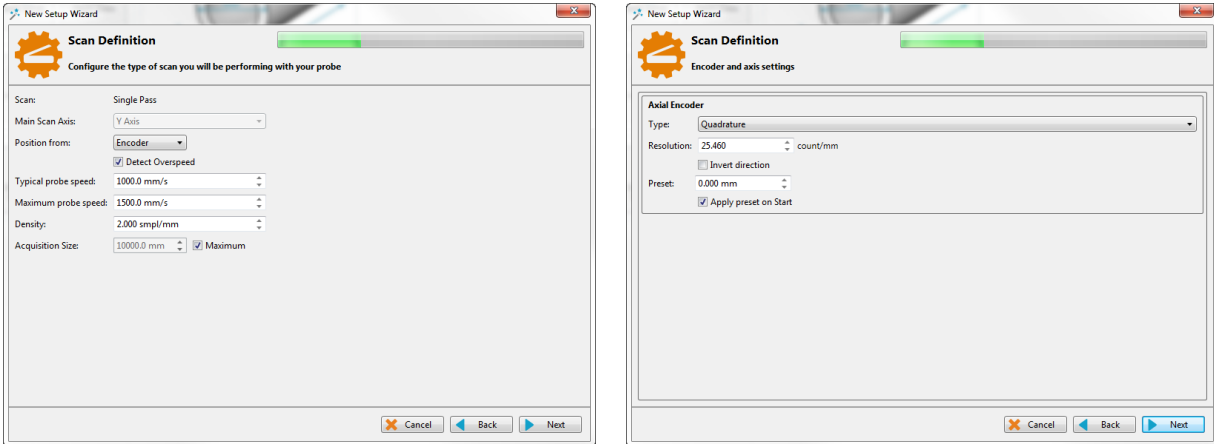 New Setup Wizard
Scan Definition
Configure the type of scan you will be performing with your probe
Scan: Single Pass
Main Scan Axis: Y Axis
Position from: Encoder
Detect Overspeed
Typical probe speed: 1000.0 mm/s
Maximum probe speed: 1500.0 mm/s
Density: 2.000 smpl/mm
Acquisition Size: 10000.0 mm Maximum
Cancel Back Next
New Setup Wizard
Scan Definition
Encoder and axis settings
Axial Encoder
Type: Quadrature
Resolution: 25.460 count/mm
Invert direction
Preset: 0.000 mm
Apply preset on Start
Cancel Back Next